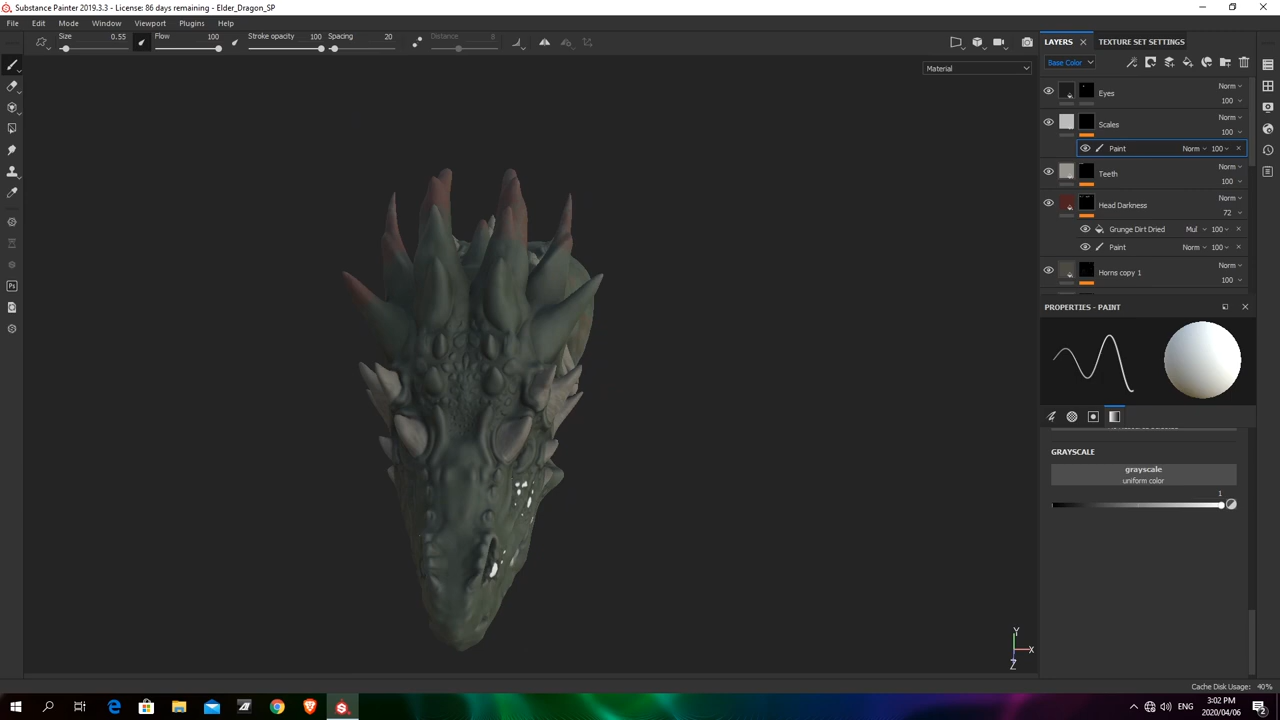 Substance Painter 2019.3.3 - License: 86 days remaining - Elder_Dragon_SP
File Edit Mode Window Viewport Plugins Help
Size 0.55 Flow 100 Stroke opacity 100 Spacing 20 Distance 8
LAYERS TEXTURE SET SETTINGS
Base Color
Material
Eyes Norm 100
Scales Norm 100
Paint Norm 100
Teeth Norm 100
Head Darkness Norm 72
Grunge Dirt Dried Mul 100
Paint Norm 100
Horns copy 1 Norm 100
PROPERTIES - PAINT
GRAYSCALE
grayscale
uniform color
1
Y
X
Z
Ps
Cache Disk Usage: 40%
ENG
3:02 PM
2020/04/06
2